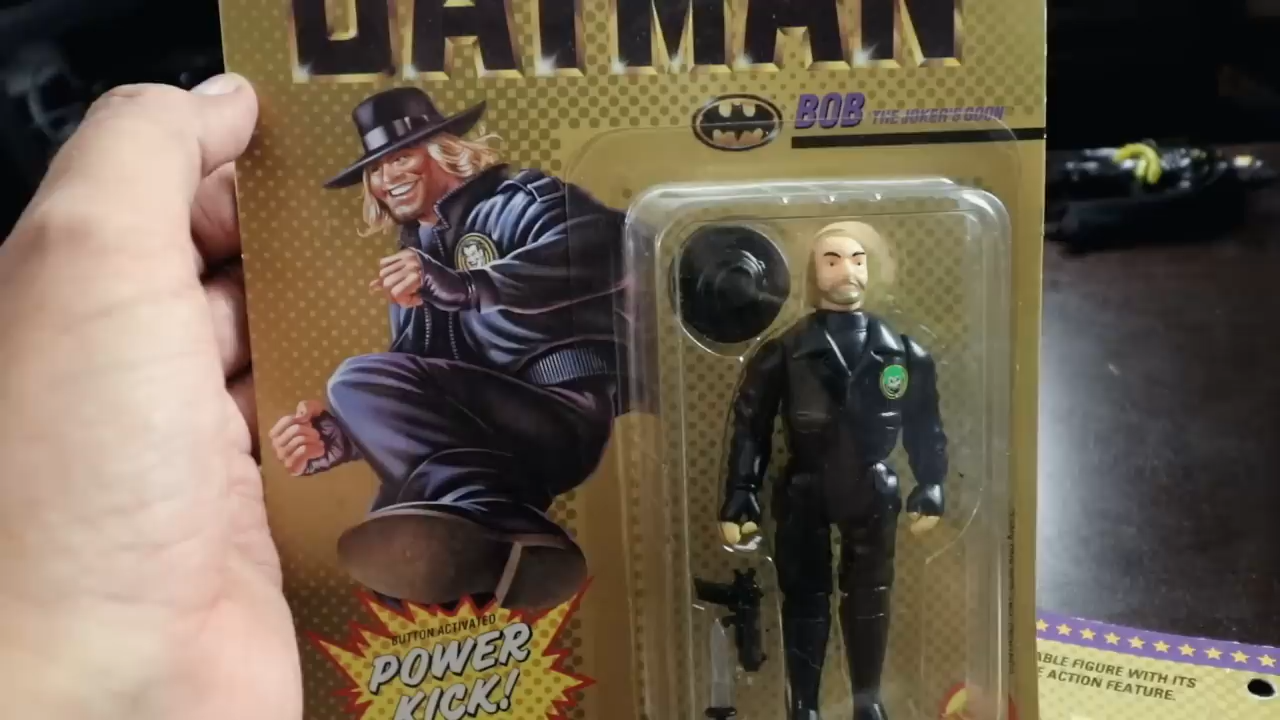 BATMAN
BOB THE JOKER'S GOON
BUTTON ACTIVATED
POWER
KICK!
ABLE FIGURE WITH ITS
E ACTION FEATURE.